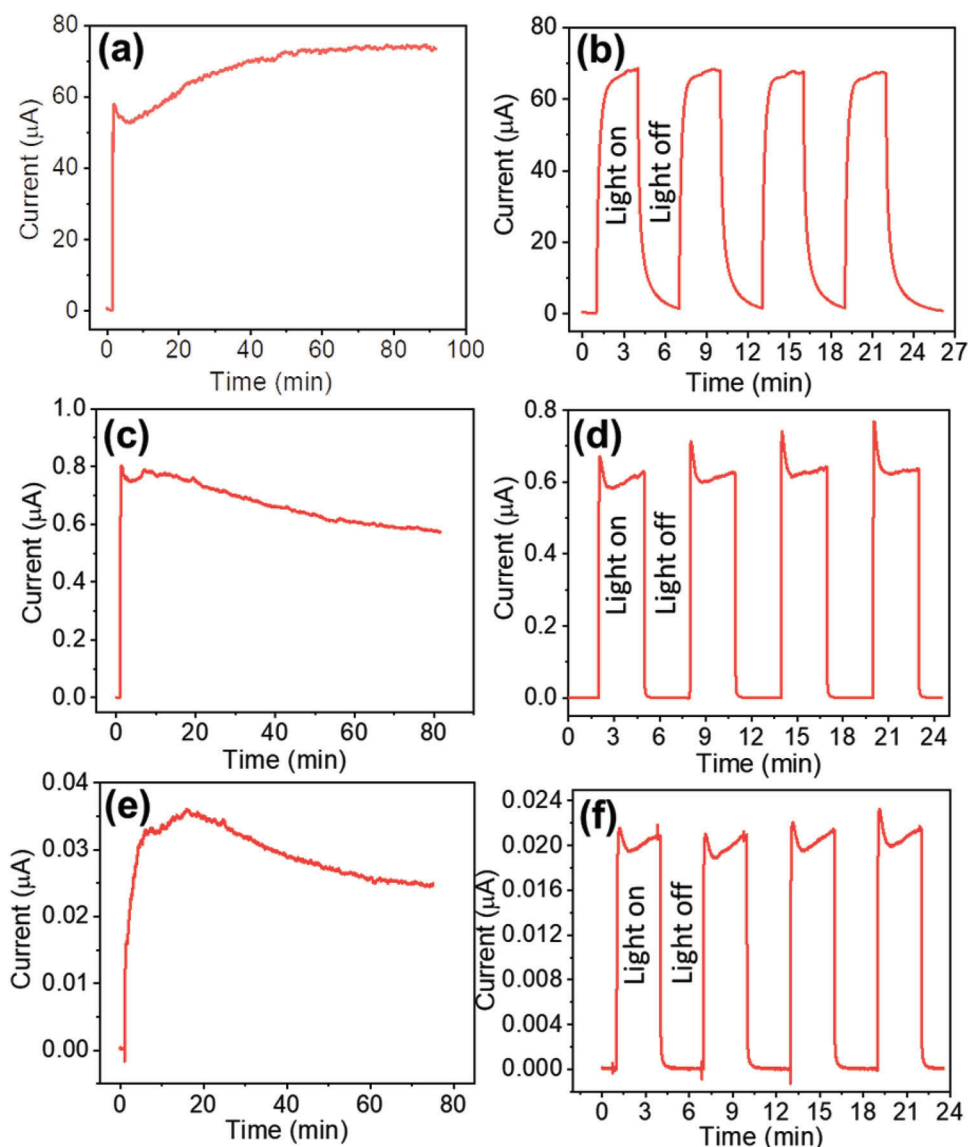 (a)
80
60
40
20
0
Current (μA)
0 20 40 60 80 100
Time (min)
(b)
80
60
40
20
0
Current (μA)
Light on
Light off
0 3 6 9 12 15 18 21 24 27
Time (min)
(c)
1.0
0.8
0.6
0.4
0.2
0.0
Current (μA)
0 20 40 60 80
Time (min)
(d)
0.8
0.6
0.4
0.2
0.0
Current (μA)
Light on
Light off
0 3 6 9 12 15 18 21 24
Time (min)
(e)
0.04
0.03
0.02
0.01
0.00
Current (μA)
0 20 40 60 80
Time (min)
(f)
0.024
0.020
0.016
0.012
0.008
0.004
0.000
Current (μA)
Light on
Light off
0 3 6 9 12 15 18 21 24
Time (min)